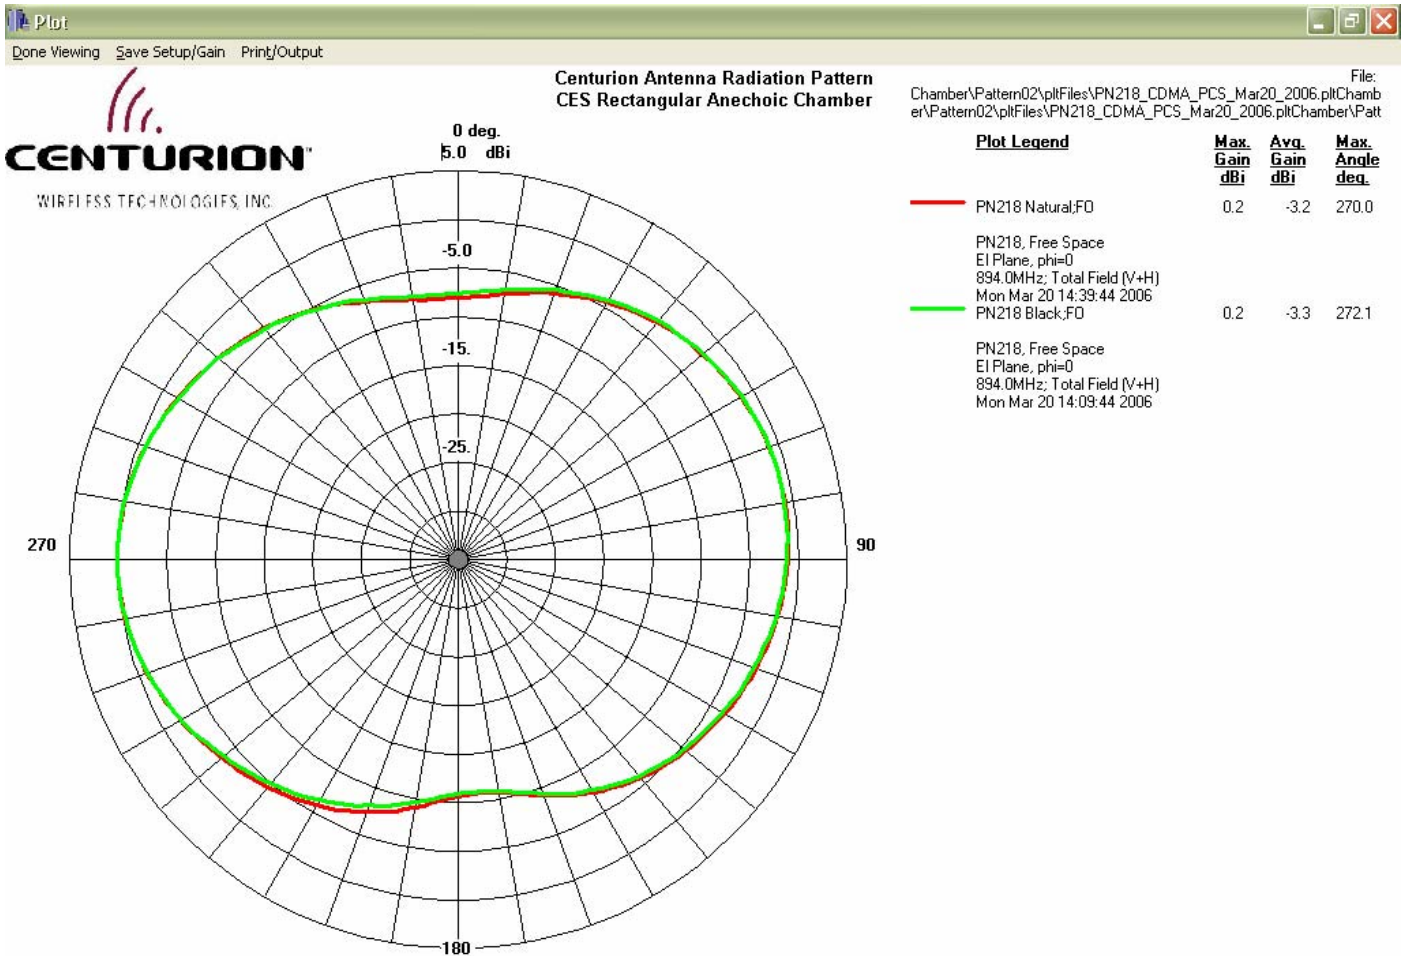 Plot
Done Viewing Save Setup/Gain Print/Output
CENTURION™
WIRELESS TECHNOLOGIES, INC.
Centurion Antenna Radiation Pattern
CES Rectangular Anechoic Chamber
File:
Chamber\Pattern02\pltFiles\PN218_CDMA_PCS_Mar20_2006.pltChamb
er\Pattern02\pltFiles\PN218_CDMA_PCS_Mar20_2006.pltChamber\Patt
0 deg.
5.0 dBi
-5.0
-15.
-25.
270
90
180
Plot Legend Max. Gain dBi Avg. Gain dBi Max. Angle deg.
PN218 Natural;FO 0.2 -3.2 270.0
PN218, Free Space
El Plane, phi=0
894.0MHz; Total Field (V+H)
Mon Mar 20 14:39:44 2006
PN218 Black;FO 0.2 -3.3 272.1
PN218, Free Space
El Plane, phi=0
894.0MHz; Total Field (V+H)
Mon Mar 20 14:09:44 2006